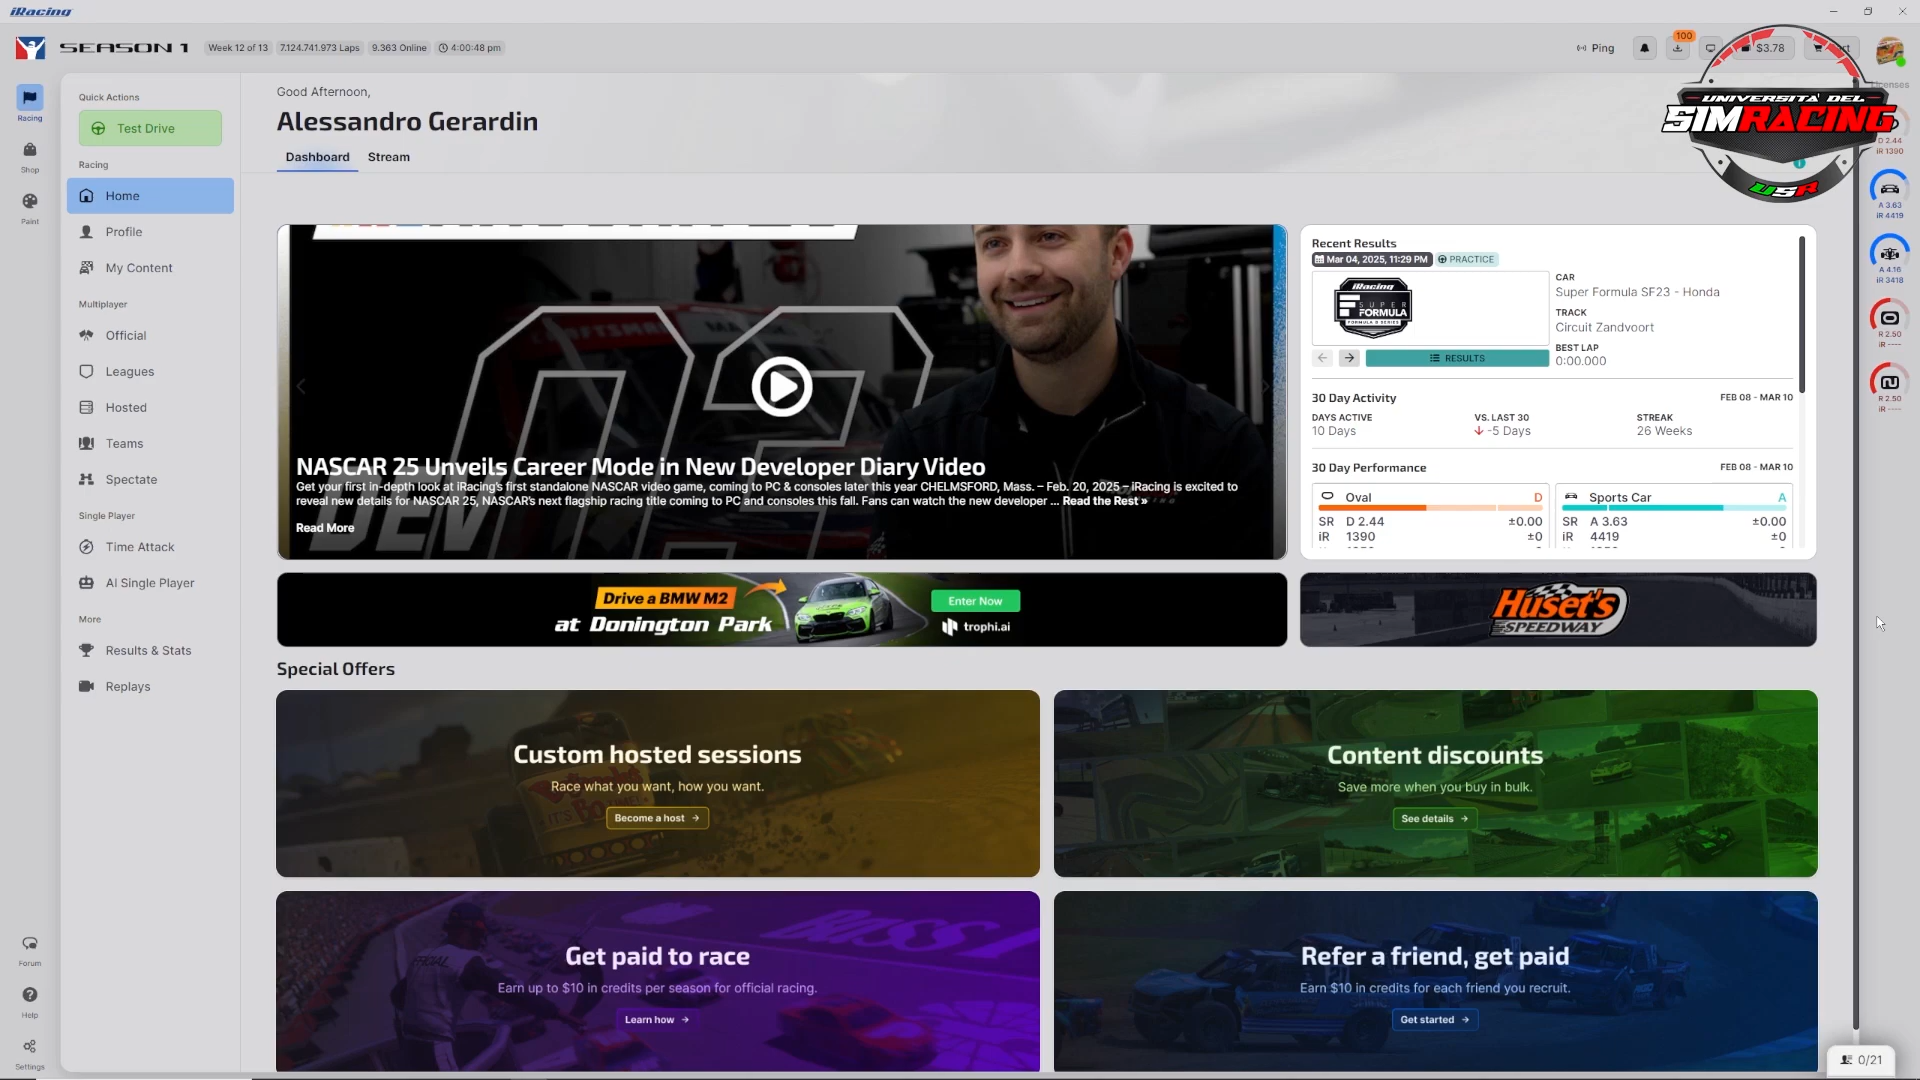 iRacing
SEASON 1
Week 12 of 13
7.124.741.973 Laps
9.363 Online
4:00:48 pm
Ping
100
$3.78
UNIVERSITA' DEL
SIMRACING
USR
Racing
Shop
Paint
Forum
Help
Settings
Quick Actions
Test Drive
Racing
Home
Profile
My Content
Multiplayer
Official
Leagues
Hosted
Teams
Spectate
Single Player
Time Attack
AI Single Player
More
Results & Stats
Replays
Good Afternoon,
Alessandro Gerardin
Dashboard
Stream
NASCAR 25 Unveils Career Mode in New Developer Diary Video
Get your first in-depth look at iRacing's first standalone NASCAR video game, coming to PC & consoles later this year CHELMSFORD, Mass. – Feb. 20, 2025 – iRacing is excited to
reveal new details for NASCAR 25, NASCAR's next flagship racing title coming to PC and consoles this fall. Fans can watch the new developer ... Read the Rest »
Read More
Recent Results
Mar 04, 2025, 11:29 PM
PRACTICE
iRacing
SUPER
FORMULA
CAR
Super Formula SF23 - Honda
TRACK
Circuit Zandvoort
BEST LAP
0:00.000
RESULTS
30 Day Activity
FEB 08 - MAR 10
DAYS ACTIVE
10 Days
VS. LAST 30
-5 Days
STREAK
26 Weeks
30 Day Performance
FEB 08 - MAR 10
Oval
D
SR D 2.44 ±0.00
iR 1390 ±0
Sports Car
A
SR A 3.63 ±0.00
iR 4419 ±0
Drive a BMW M2
at Donington Park
Enter Now
trophi.ai
Huset's
SPEEDWAY
Special Offers
Custom hosted sessions
Race what you want, how you want.
Become a host
Content discounts
Save more when you buy in bulk.
See details
Get paid to race
Earn up to $10 in credits per season for official racing.
Learn how
Refer a friend, get paid
Earn $10 in credits for each friend you recruit.
Get started
D 2.44
iR 1390
A 3.63
iR 4419
A 4.16
iR 3418
R 2.50
iR ----
R 2.50
iR ----
0/21